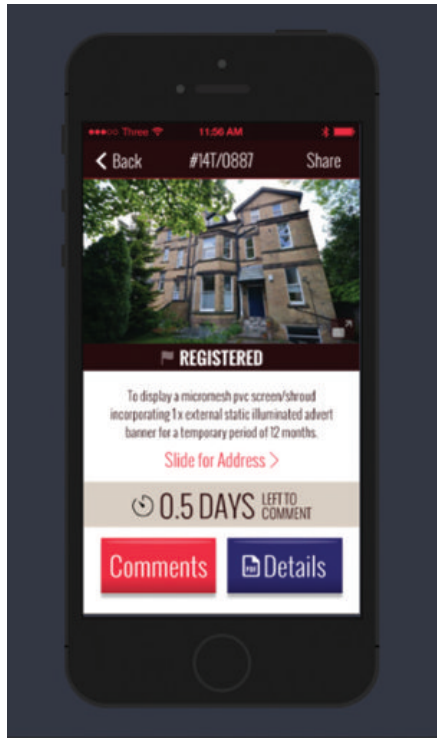 Three 11:56 AM
Back #14T/0887 Share
REGISTERED
To display a micromesh pvc screen/shroud
incorporating 1 x external static illuminated advert
banner for a temporary period of 12 months.
Slide for Address >
0.5 DAYS LEFT TO
COMMENT
Comments PDF Details